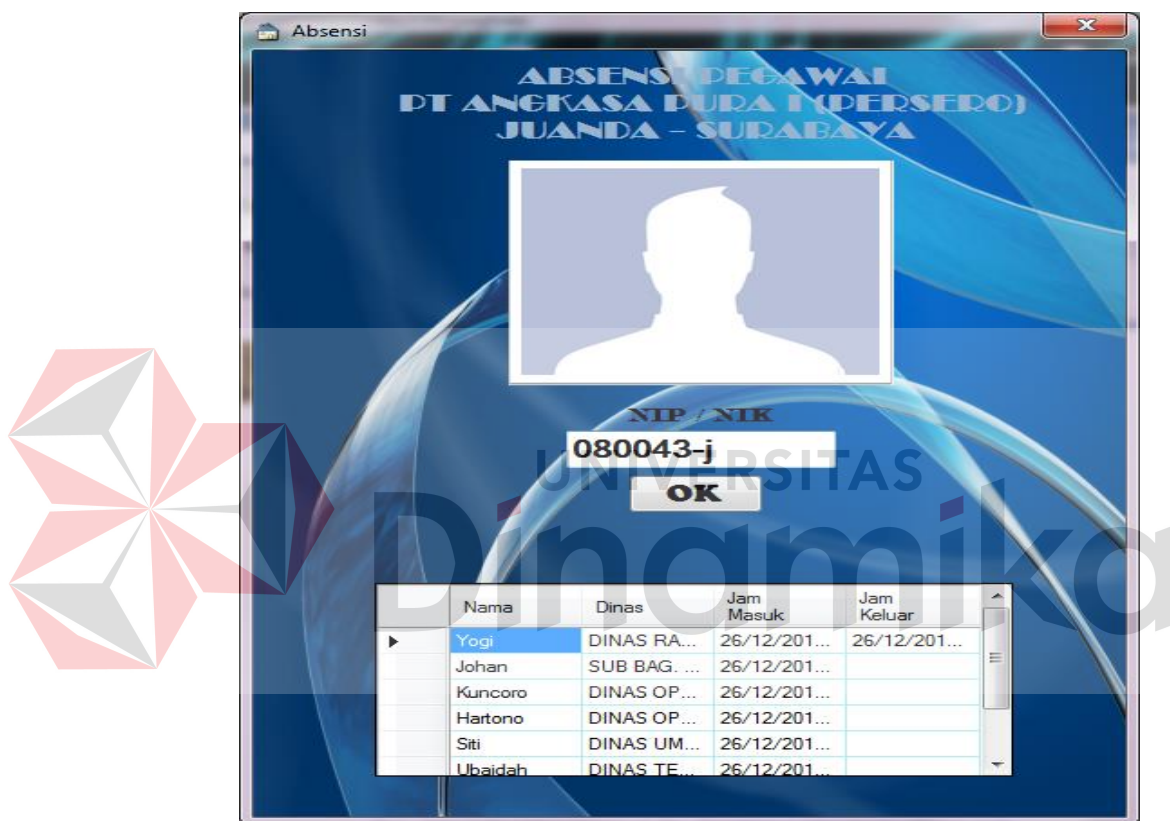 Absensi
ABSENSI PEGAWAI
PT ANGKASA PURA I (PERSERO)
JUANDA - SURABAYA
NIP / NIK
080043-j
OK
UNIVERSITAS
Dinamika
Nama Dinas Jam Masuk Jam Keluar
Yogi DINAS RA... 26/12/201... 26/12/201...
Johan SUB BAG. ... 26/12/201...
Kuncoro DINAS OP... 26/12/201...
Hartono DINAS OP... 26/12/201...
Siti DINAS UM... 26/12/201...
Ubaidah DINAS TE... 26/12/201...